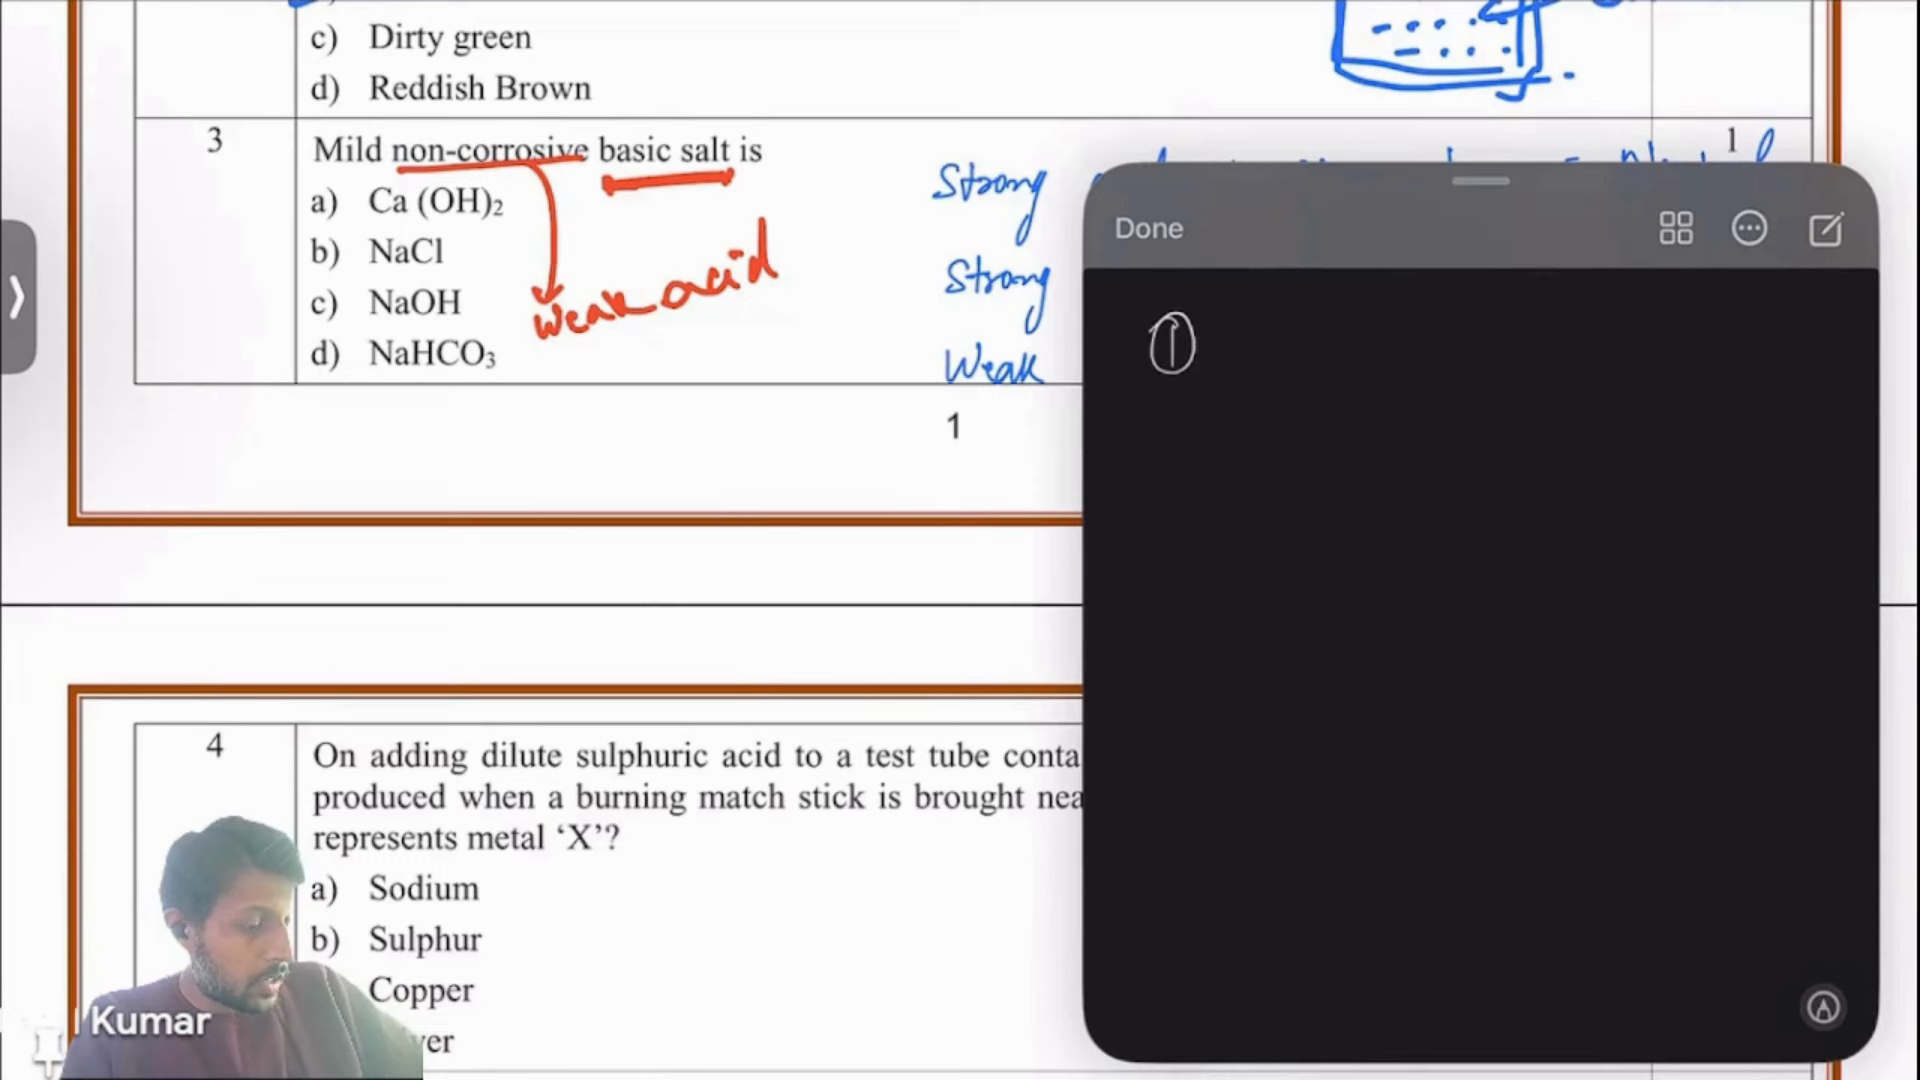 c) Dirty green
d) Reddish Brown
3
Mild non-corrosive basic salt is
1
a) Ca (OH)₂
b) NaCl
c) NaOH
d) NaHCO₃
weak acid
Strong
Strong
Weak
1
Done
1
4
On adding dilute sulphuric acid to a test tube conta
produced when a burning match stick is brought nea
represents metal ‘X’?
a) Sodium
b) Sulphur
Copper
ver
Kumar